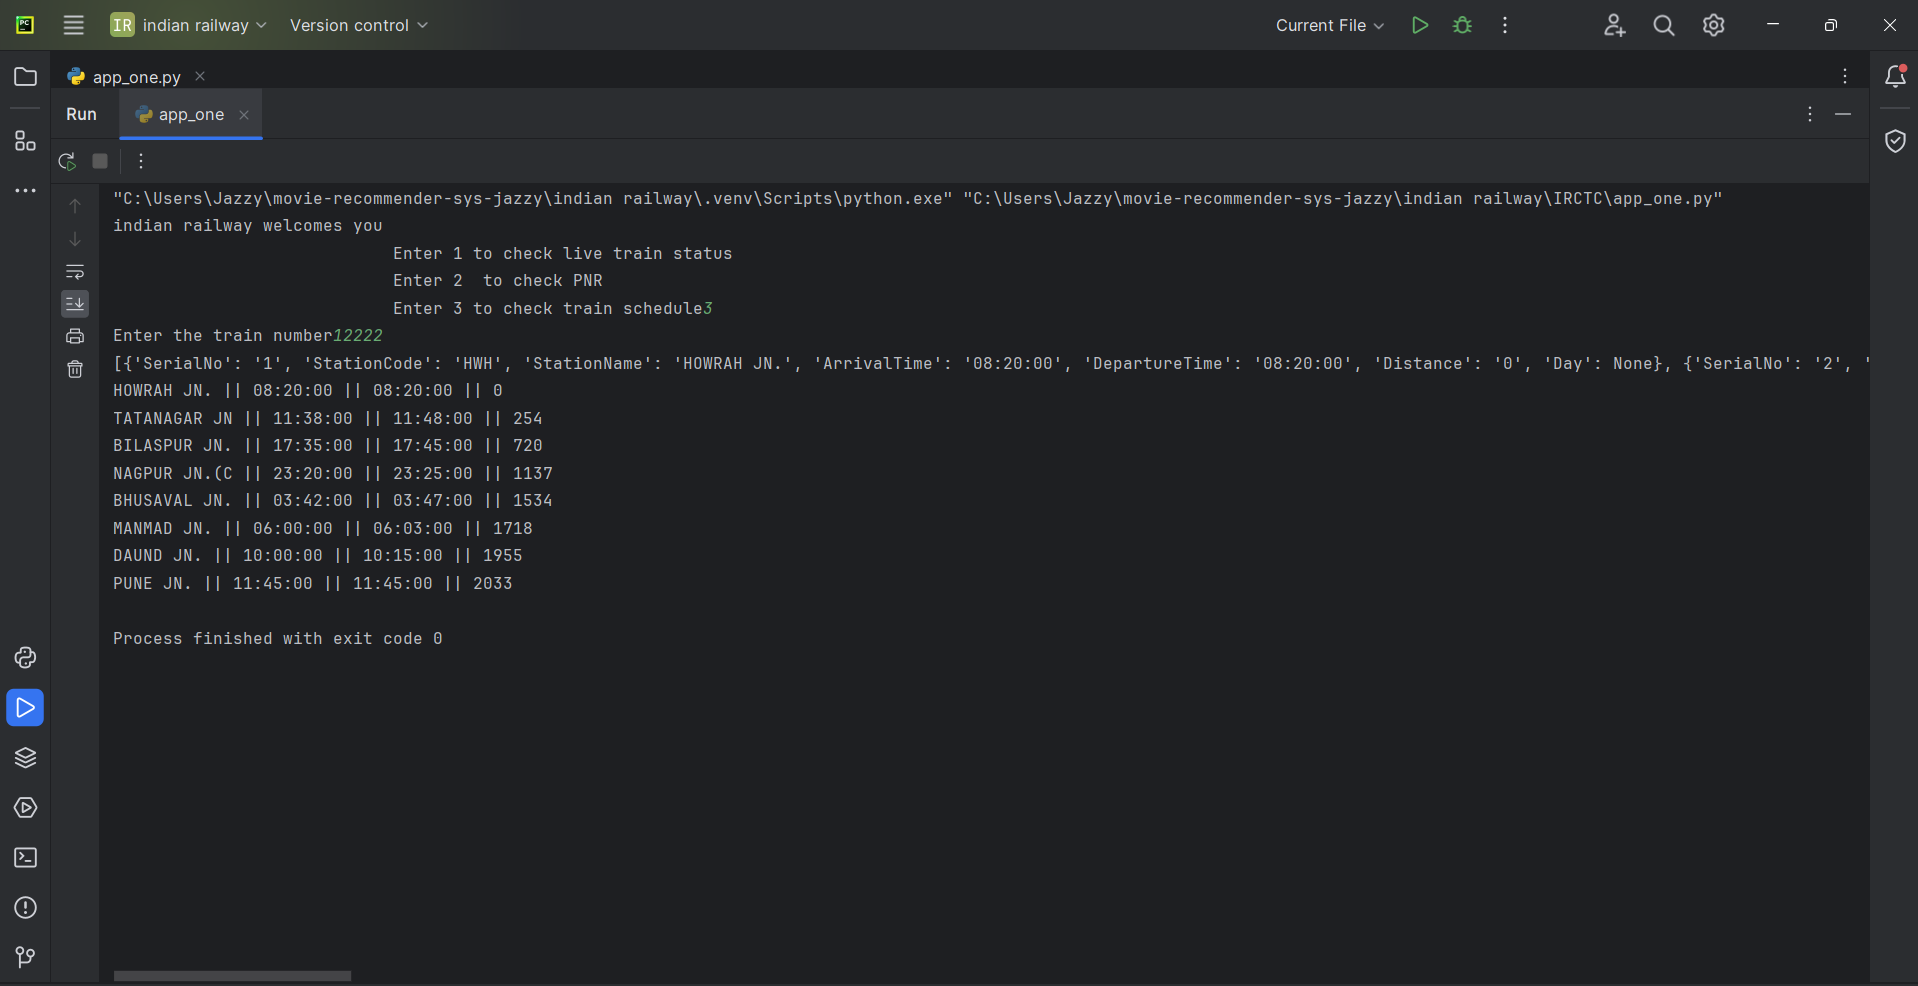 PC
IR indian railway Version control Current File
app_one.py
Run app_one
"C:\Users\Jazzy\movie-recommender-sys-jazzy\indian railway\.venv\Scripts\python.exe" "C:\Users\Jazzy\movie-recommender-sys-jazzy\indian railway\IRCTC\app_one.py"
indian railway welcomes you
Enter 1 to check live train status
Enter 2  to check PNR
Enter 3 to check train schedule3
Enter the train number12222
[{'SerialNo': '1', 'StationCode': 'HWH', 'StationName': 'HOWRAH JN.', 'ArrivalTime': '08:20:00', 'DepartureTime': '08:20:00', 'Distance': '0', 'Day': None}, {'SerialNo': '2', '
HOWRAH JN. || 08:20:00 || 08:20:00 || 0
TATANAGAR JN || 11:38:00 || 11:48:00 || 254
BILASPUR JN. || 17:35:00 || 17:45:00 || 720
NAGPUR JN.(C || 23:20:00 || 23:25:00 || 1137
BHUSAVAL JN. || 03:42:00 || 03:47:00 || 1534
MANMAD JN. || 06:00:00 || 06:03:00 || 1718
DAUND JN. || 10:00:00 || 10:15:00 || 1955
PUNE JN. || 11:45:00 || 11:45:00 || 2033
Process finished with exit code 0